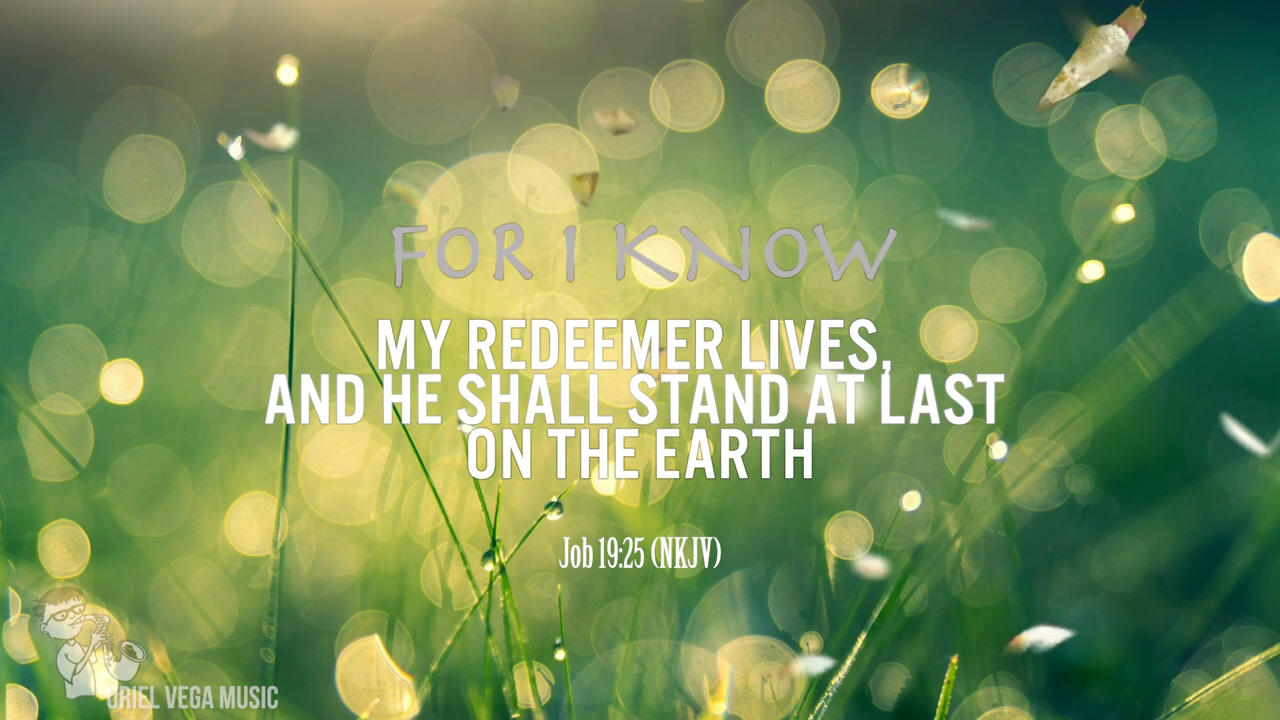 FOR I KNOW
MY REDEEMER LIVES,
AND HE SHALL STAND AT LAST
ON THE EARTH
Job 19:25 (NKJV)
URIEL VEGA MUSIC